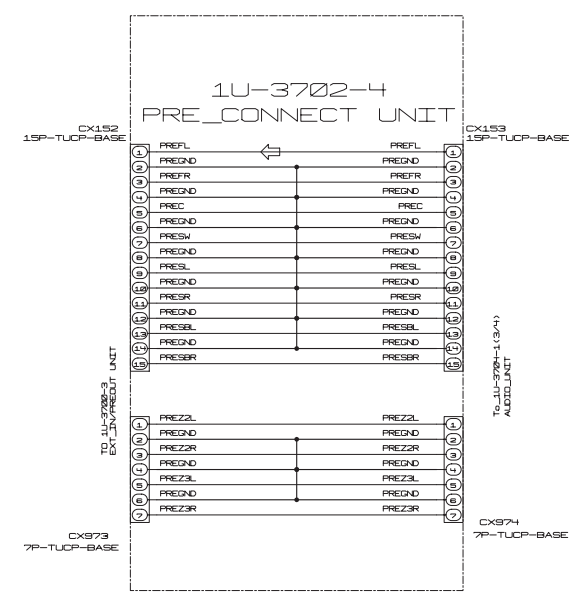 1U-3702-4
PRE_CONNECT UNIT
CX152
15P-TUCP-BASE
CX153
15P-TUCP-BASE
1 PREFL PREFL 1
2 PREGND PREGND 2
3 PREFR PREFR 3
4 PREGND PREGND 4
5 PREC PREC 5
6 PREGND PREGND 6
7 PRESW PRESW 7
8 PREGND PREGND 8
9 PRESL PRESL 9
10 PREGND PREGND 10
11 PRESR PRESR 11
12 PREGND PREGND 12
13 PRESBL PRESBL 13
14 PREGND PREGND 14
15 PRESBR PRESBR 15
TO 1U-3700-3
EXT_IN/PREOUT UNIT
To_1U-3704-1(3/4)
AUDIO_UNIT
1 PREZ2L PREZ2L 1
2 PREGND PREGND 2
3 PREZ2R PREZ2R 3
4 PREGND PREGND 4
5 PREZ3L PREZ3L 5
6 PREGND PREGND 6
7 PREZ3R PREZ3R 7
CX973
7P-TUCP-BASE
CX974
7P-TUCP-BASE